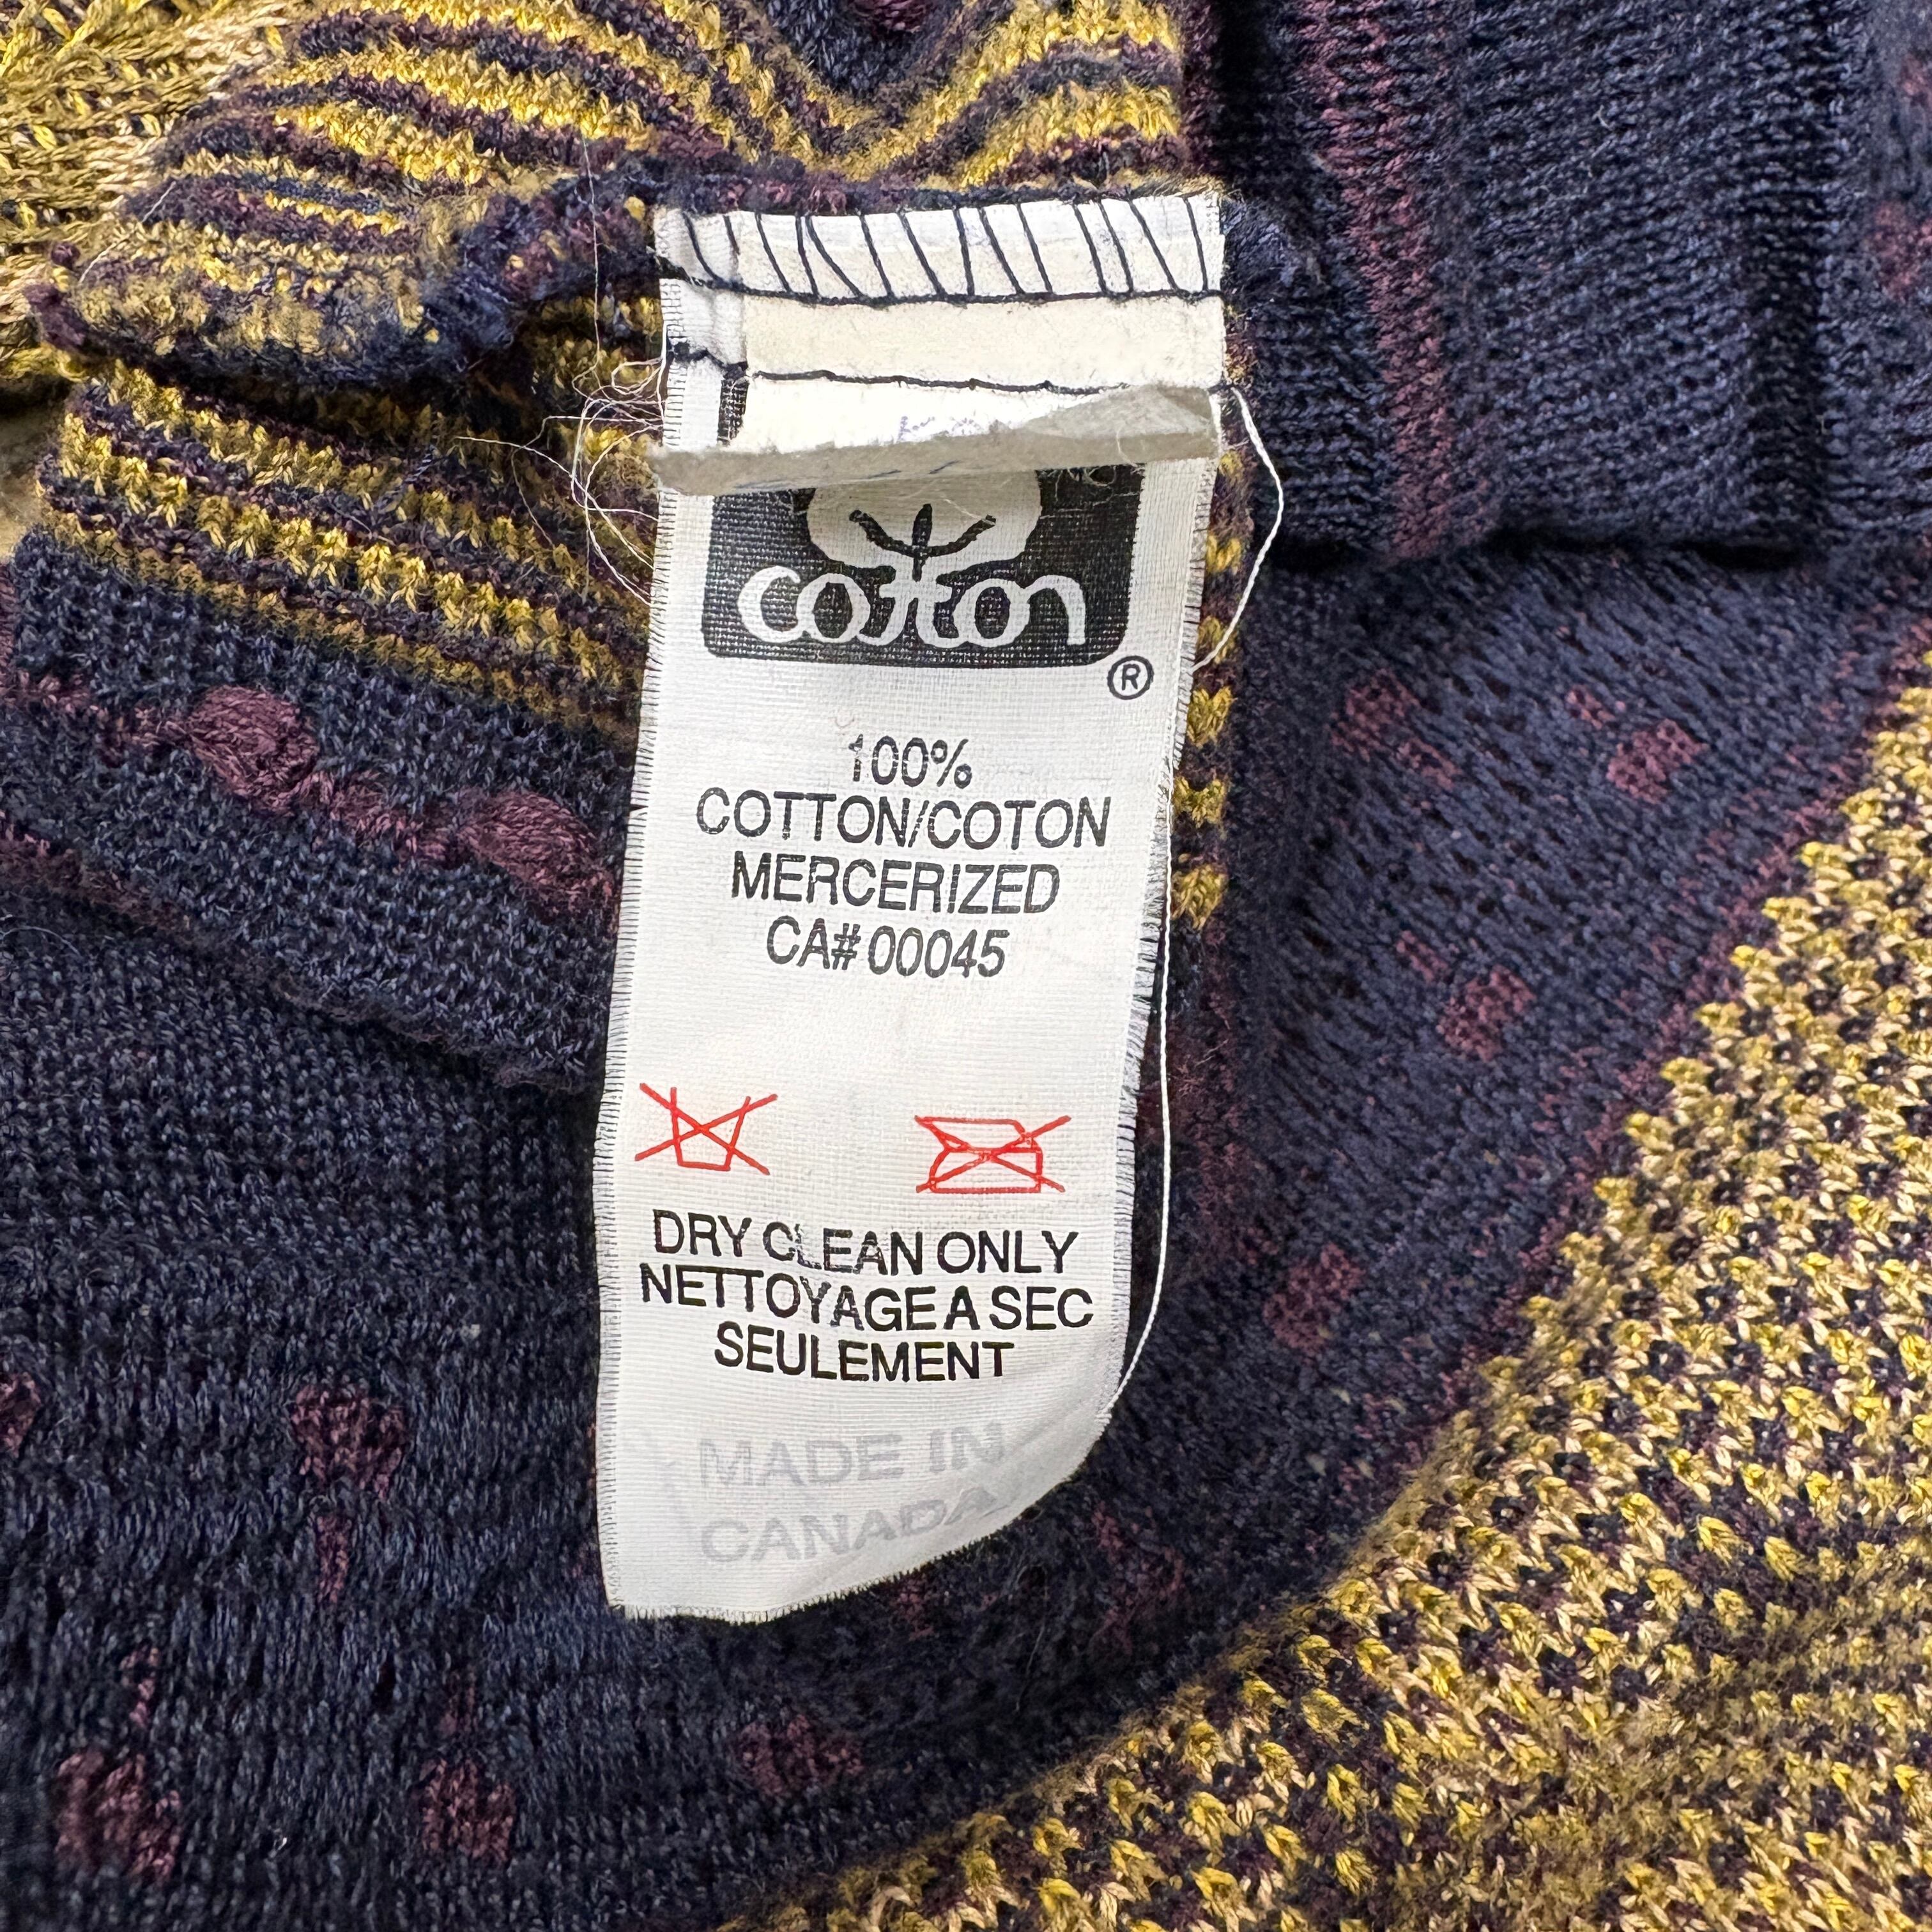 cotton
®
100%
COTTON/COTON
MERCERIZED
CA# 00045
DRY CLEAN ONLY
NETTOYAGE A SEC
SEULEMENT
MADE IN
CANADA